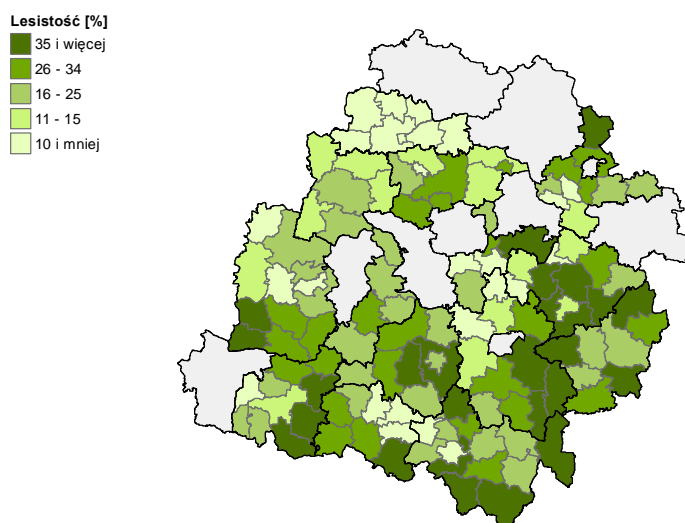 Lesistość [%]
35 i więcej
26 - 34
16 - 25
11 - 15
10 i mniej